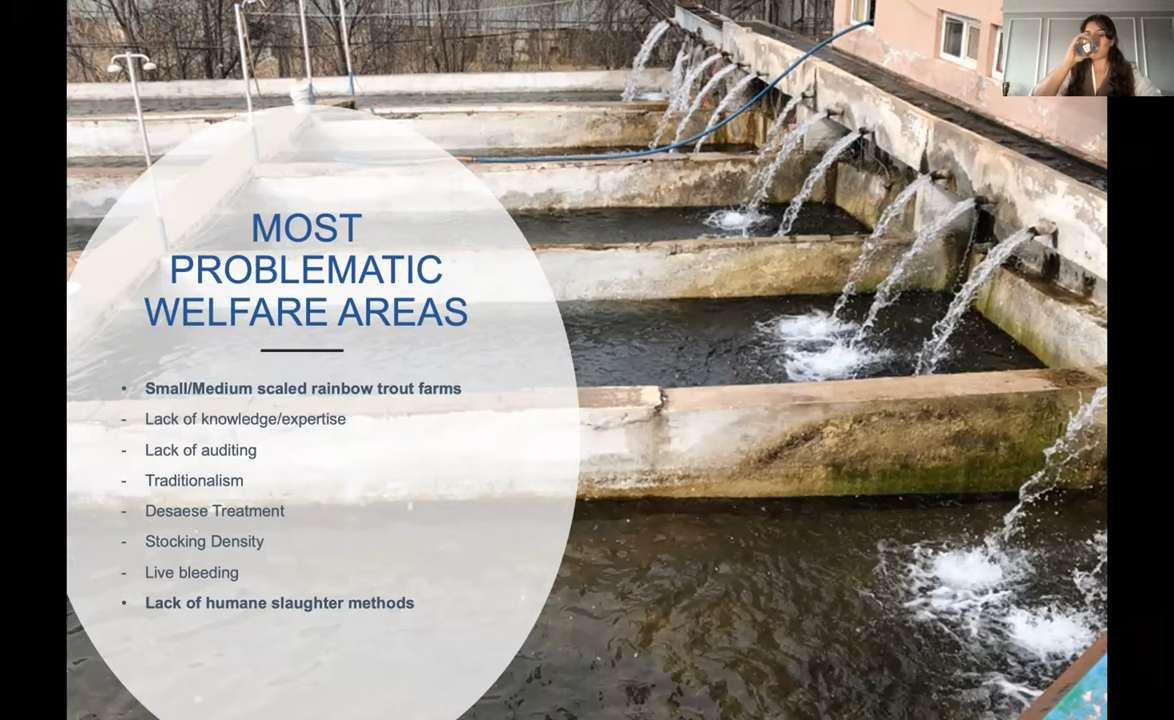 MOST
PROBLEMATIC
WELFARE AREAS
• Small/Medium scaled rainbow trout farms
- Lack of knowledge/expertise
- Lack of auditing
- Traditionalism
- Desaese Treatment
- Stocking Density
- Live bleeding
• Lack of humane slaughter methods